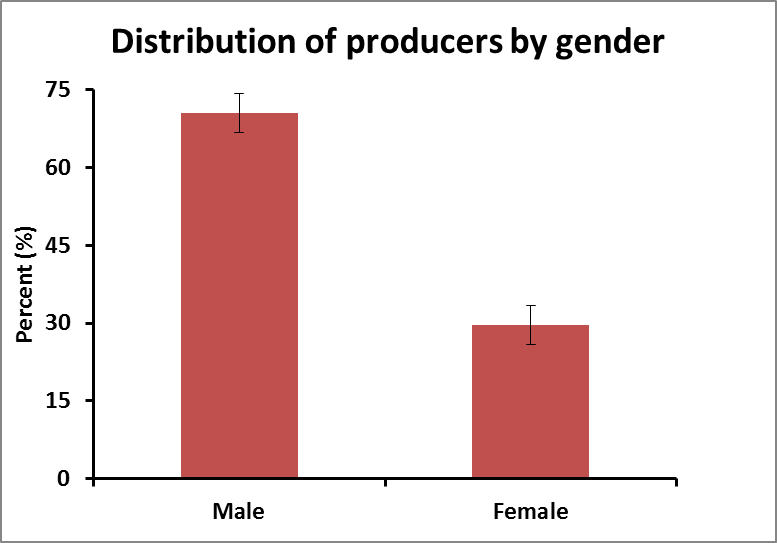 Distribution of producers by gender
75
60
45
30
15
0
Percent (%)
Male Female